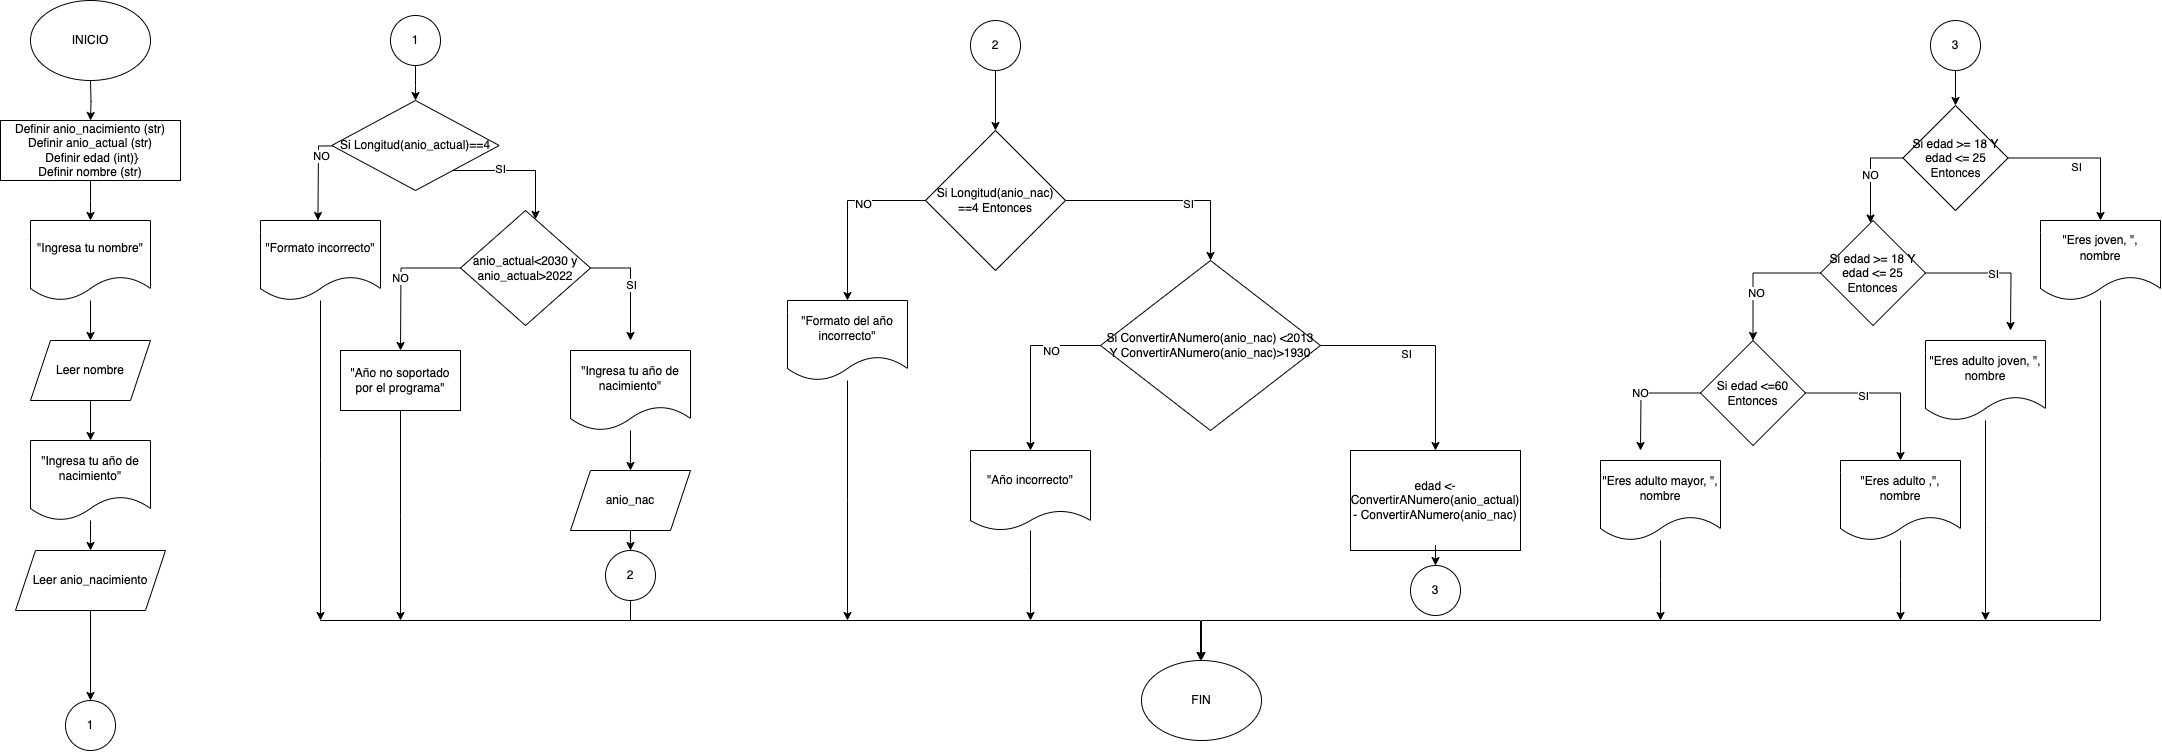 INICIO
Definir anio_nacimiento (str)
Definir anio_actual (str)
Definir edad (int)}
Definir nombre (str)
"Ingresa tu nombre"
Leer nombre
"Ingresa tu año de
nacimiento"
Leer anio_nacimiento
1
1
Si Longitud(anio_actual)==4
NO
SI
"Formato incorrecto"
anio_actual<2030 y
anio_actual>2022
NO
SI
"Año no soportado
por el programa"
"Ingresa tu año de
nacimiento"
anio_nac
2
2
Si Longitud(anio_nac)
==4 Entonces
NO
SI
"Formato del año
incorrecto"
Si ConvertirANumero(anio_nac) <2013
Y ConvertirANumero(anio_nac)>1930
NO
SI
"Año incorrecto"
edad <-
ConvertirANumero(anio_actual)
- ConvertirANumero(anio_nac)
3
3
Si edad >= 18 Y
edad <= 25
Entonces
NO
SI
"Eres joven, ",
nombre
Si edad >= 18 Y
edad <= 25
Entonces
NO
SI
"Eres adulto joven, ",
nombre
Si edad <=60
Entonces
NO
SI
"Eres adulto mayor, ",
nombre
"Eres adulto ,",
nombre
FIN